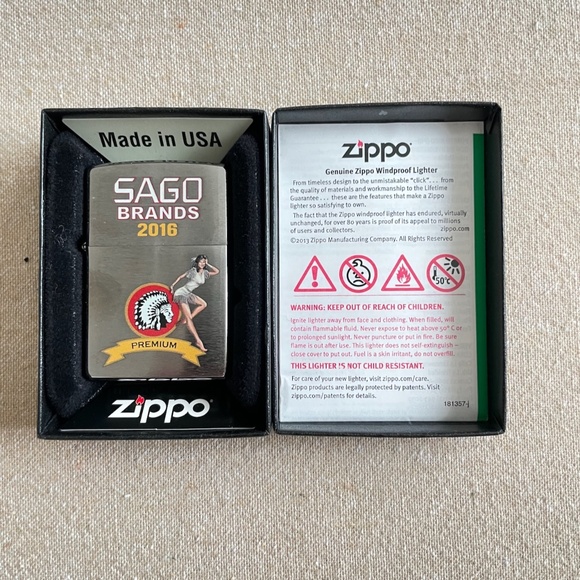 Made in USA
SAGO
BRANDS
2016
PREMIUM
zippo
zippo
Genuine Zippo Windproof Lighter
From timeless design to the unmistakable "click". . . from
the quality of materials and workmanship to the Lifetime
Guarantee . . . these are the features that make a Zippo
lighter so satisfying to own.
The fact that the Zippo windproof lighter has endured, virtually
unchanged, for over 80 years is proof of its appeal to millions
of users and collectors. zippo.com
©2013 Zippo Manufacturing Company. All Rights Reserved
50°C
WARNING: KEEP OUT OF REACH OF CHILDREN.
Ignite lighter away from face and clothing. When filled, will
contain flammable fluid. Never expose to heat above 50° C or
to prolonged sunlight. Never puncture or put in fire. Be sure
flame is out after use. This lighter does not self-extinguish –
close cover to put out. Fuel is a skin irritant, do not overfill.
THIS LIGHTER IS NOT CHILD RESISTANT.
For care of your new lighter, visit zippo.com/care.
Zippo products are legally protected by patents. Visit
zippo.com/patents for details.
181357-j